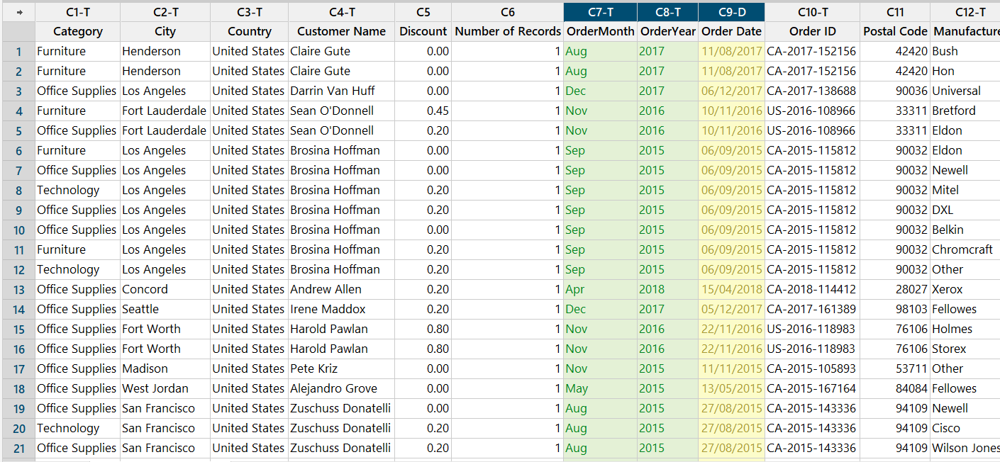 → C1-T C2-T C3-T C4-T C5 C6 C7-T C8-T C9-D C10-T C11 C12-T
Category City Country Customer Name Discount Number of Records OrderMonth OrderYear Order Date Order ID Postal Code Manufacture
1 Furniture Henderson United States Claire Gute 0.00 1 Aug 2017 11/08/2017 CA-2017-152156 42420 Bush
2 Furniture Henderson United States Claire Gute 0.00 1 Aug 2017 11/08/2017 CA-2017-152156 42420 Hon
3 Office Supplies Los Angeles United States Darrin Van Huff 0.00 1 Dec 2017 06/12/2017 CA-2017-138688 90036 Universal
4 Furniture Fort Lauderdale United States Sean O'Donnell 0.45 1 Nov 2016 10/11/2016 US-2016-108966 33311 Bretford
5 Office Supplies Fort Lauderdale United States Sean O'Donnell 0.20 1 Nov 2016 10/11/2016 US-2016-108966 33311 Eldon
6 Furniture Los Angeles United States Brosina Hoffman 0.00 1 Sep 2015 06/09/2015 CA-2015-115812 90032 Eldon
7 Office Supplies Los Angeles United States Brosina Hoffman 0.00 1 Sep 2015 06/09/2015 CA-2015-115812 90032 Newell
8 Technology Los Angeles United States Brosina Hoffman 0.20 1 Sep 2015 06/09/2015 CA-2015-115812 90032 Mitel
9 Office Supplies Los Angeles United States Brosina Hoffman 0.20 1 Sep 2015 06/09/2015 CA-2015-115812 90032 DXL
10 Office Supplies Los Angeles United States Brosina Hoffman 0.00 1 Sep 2015 06/09/2015 CA-2015-115812 90032 Belkin
11 Furniture Los Angeles United States Brosina Hoffman 0.20 1 Sep 2015 06/09/2015 CA-2015-115812 90032 Chromcraft
12 Technology Los Angeles United States Brosina Hoffman 0.20 1 Sep 2015 06/09/2015 CA-2015-115812 90032 Other
13 Office Supplies Concord United States Andrew Allen 0.20 1 Apr 2018 15/04/2018 CA-2018-114412 28027 Xerox
14 Office Supplies Seattle United States Irene Maddox 0.20 1 Dec 2017 05/12/2017 CA-2017-161389 98103 Fellowes
15 Office Supplies Fort Worth United States Harold Pawlan 0.80 1 Nov 2016 22/11/2016 US-2016-118983 76106 Holmes
16 Office Supplies Fort Worth United States Harold Pawlan 0.80 1 Nov 2016 22/11/2016 US-2016-118983 76106 Storex
17 Office Supplies Madison United States Pete Kriz 0.00 1 Nov 2015 11/11/2015 CA-2015-105893 53711 Other
18 Office Supplies West Jordan United States Alejandro Grove 0.00 1 May 2015 13/05/2015 CA-2015-167164 84084 Fellowes
19 Office Supplies San Francisco United States Zuschuss Donatelli 0.00 1 Aug 2015 27/08/2015 CA-2015-143336 94109 Newell
20 Technology San Francisco United States Zuschuss Donatelli 0.20 1 Aug 2015 27/08/2015 CA-2015-143336 94109 Cisco
21 Office Supplies San Francisco United States Zuschuss Donatelli 0.20 1 Aug 2015 27/08/2015 CA-2015-143336 94109 Wilson Jones